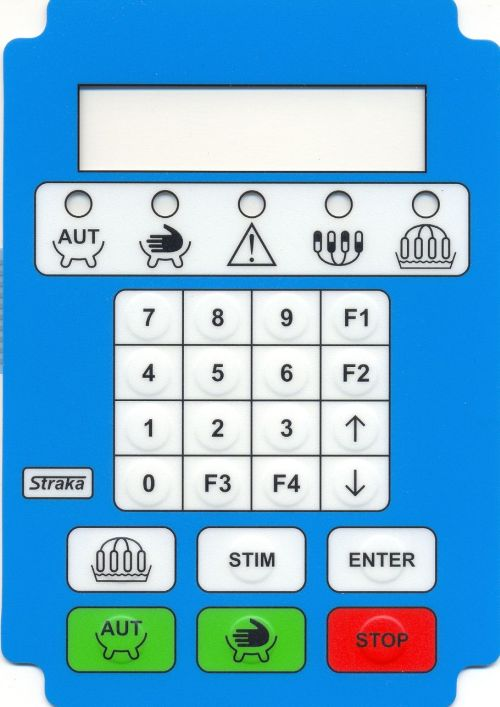 AUT
7 8 9 F1
4 5 6 F2
1 2 3 ↑
0 F3 F4 ↓
Straka
STIM ENTER
AUT STOP